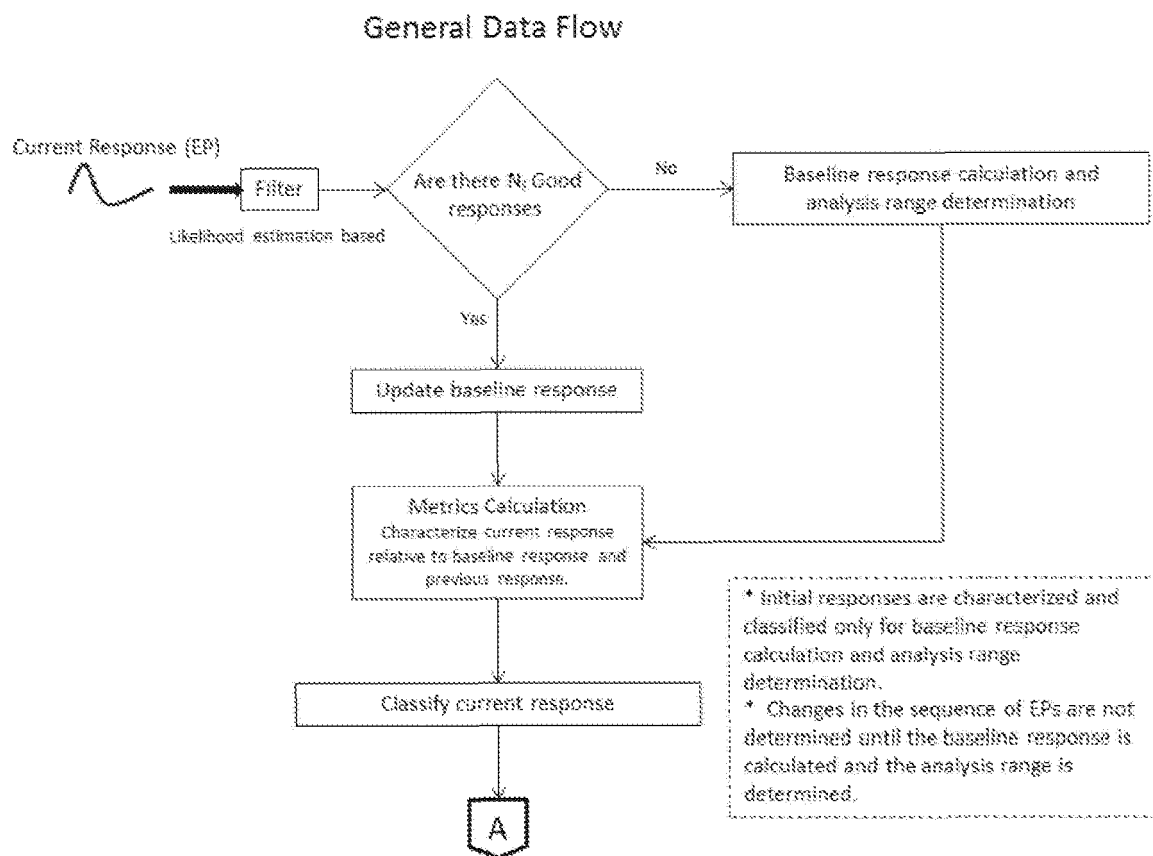 General Data Flow
Current Response (EP)
Filter
Likelihood estimation based
Are there N₁ Good
responses
No
Baseline response calculation and
analysis range determination
Yes
Update baseline response
Metrics Calculation
Characterize current response
relative to baseline response and
previous response.
* Initial responses are characterized and
classified only for baseline response
calculation and analysis range
determination.
* Changes in the sequence of EPs are not
determined until the baseline response is
calculated and the analysis range is
determined.
Classify current response
A